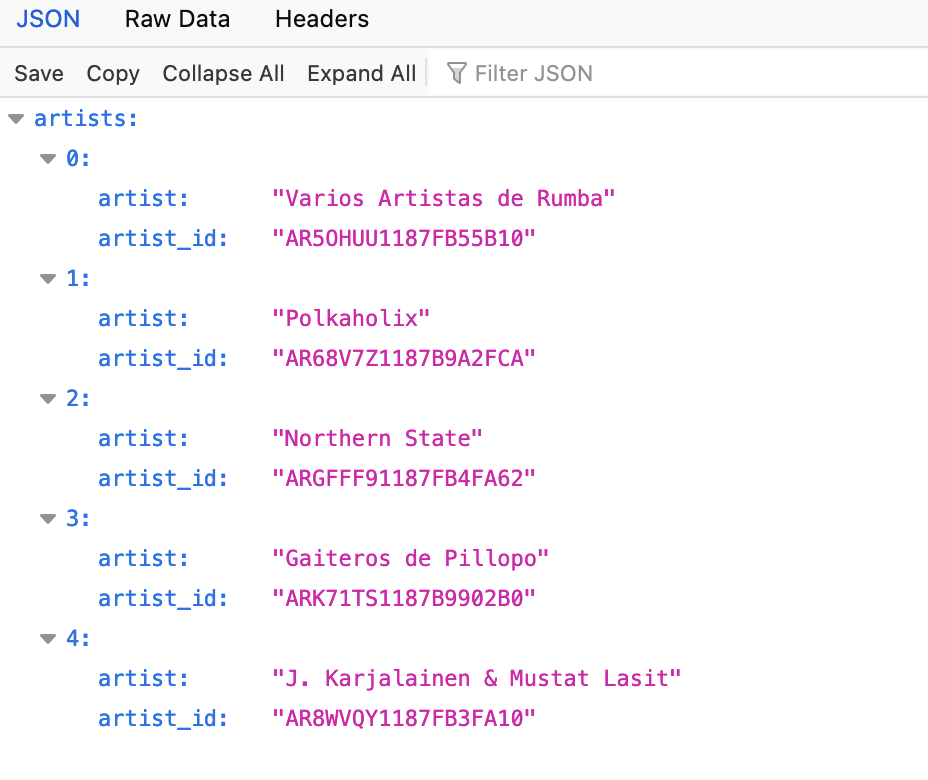 JSON Raw Data Headers
Save Copy Collapse All Expand All Filter JSON
artists:
0:
artist: "Varios Artistas de Rumba"
artist_id: "AR5OHUU1187FB55B10"
1:
artist: "Polkaholix"
artist_id: "AR68V7Z1187B9A2FCA"
2:
artist: "Northern State"
artist_id: "ARGFFF91187FB4FA62"
3:
artist: "Gaiteros de Pillopo"
artist_id: "ARK71TS1187B9902B0"
4:
artist: "J. Karjalainen & Mustat Lasit"
artist_id: "AR8WVQY1187FB3FA10"